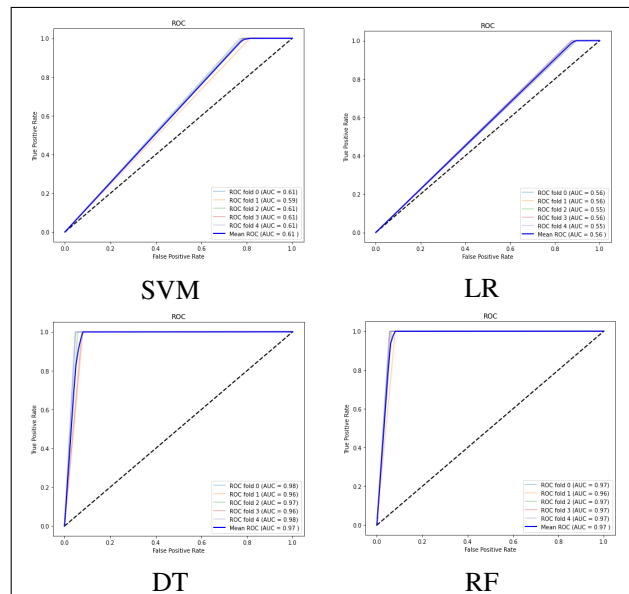 ROC
True Positive Rate
1.0
0.8
0.6
0.4
0.2
0.0
ROC fold 0 (AUC = 0.61)
ROC fold 1 (AUC = 0.59)
ROC fold 2 (AUC = 0.61)
ROC fold 3 (AUC = 0.61)
ROC fold 4 (AUC = 0.61)
Mean ROC (AUC = 0.61 )
0.0 0.2 0.4 0.6 0.8 1.0
False Positive Rate
SVM
ROC
True Positive Rate
1.0
0.8
0.6
0.4
0.2
0.0
ROC fold 0 (AUC = 0.56)
ROC fold 1 (AUC = 0.56)
ROC fold 2 (AUC = 0.55)
ROC fold 3 (AUC = 0.56)
ROC fold 4 (AUC = 0.55)
Mean ROC (AUC = 0.56 )
0.0 0.2 0.4 0.6 0.8 1.0
False Positive Rate
LR
ROC
True Positive Rate
1.0
0.8
0.6
0.4
0.2
0.0
ROC fold 0 (AUC = 0.98)
ROC fold 1 (AUC = 0.96)
ROC fold 2 (AUC = 0.97)
ROC fold 3 (AUC = 0.96)
ROC fold 4 (AUC = 0.98)
Mean ROC (AUC = 0.97 )
0.0 0.2 0.4 0.6 0.8 1.0
False Positive Rate
DT
ROC
True Positive Rate
1.0
0.8
0.6
0.4
0.2
0.0
ROC fold 0 (AUC = 0.97)
ROC fold 1 (AUC = 0.96)
ROC fold 2 (AUC = 0.97)
ROC fold 3 (AUC = 0.97)
ROC fold 4 (AUC = 0.97)
Mean ROC (AUC = 0.97 )
0.0 0.2 0.4 0.6 0.8 1.0
False Positive Rate
RF